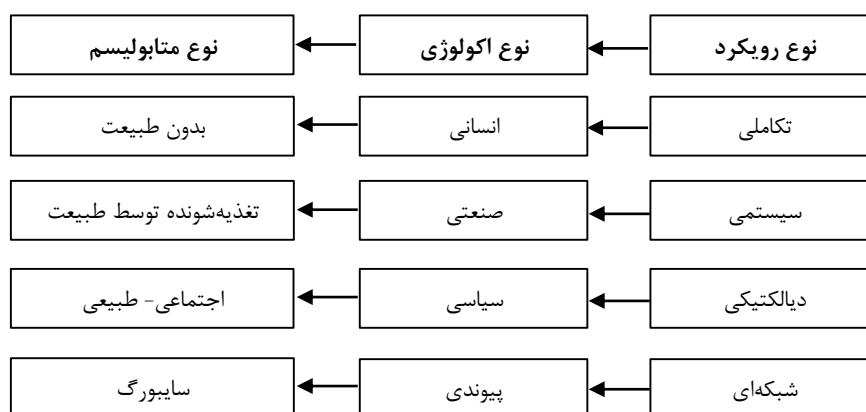 نوع رویکرد
نوع اکولوژی
نوع متابولیسم
تکاملی
انسانی
بدون طبیعت
سیستمی
صنعتی
تغذیه‌شونده توسط طبیعت
دیالکتیکی
سیاسی
اجتماعی- طبیعی
شبکه‌ای
پیوندی
سایبورگ